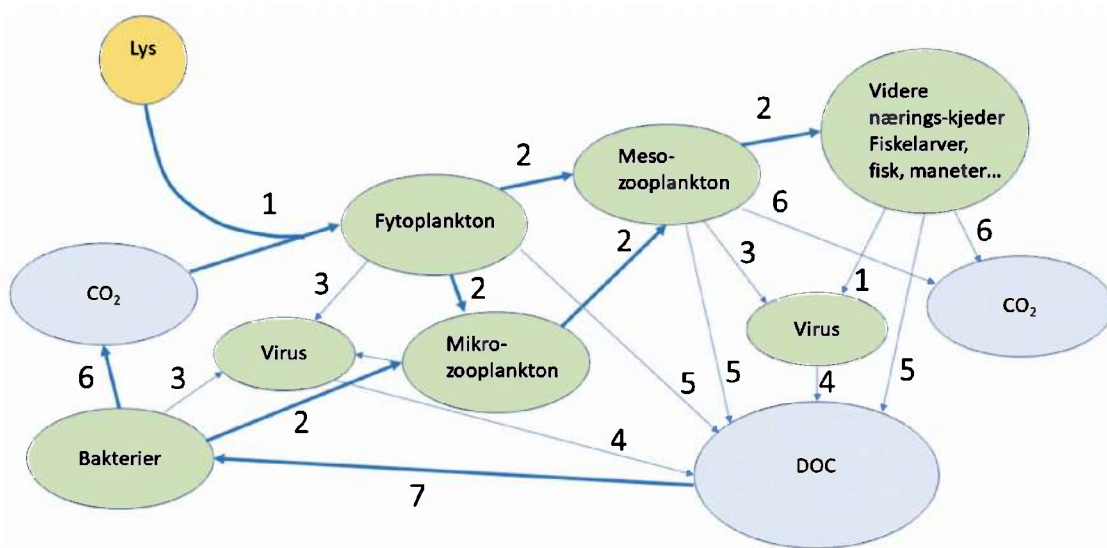 Lys
Videre
nærings-kjeder
Fiskelarver,
fisk, maneter...
2
2
Meso-
zooplankton
1
Fytoplankton
6
6
2
3
3
2
1
CO₂
CO₂
Virus
Virus
Mikro-
zooplankton
6
3
5
5
4
5
2
4
Bakterier
DOC
7